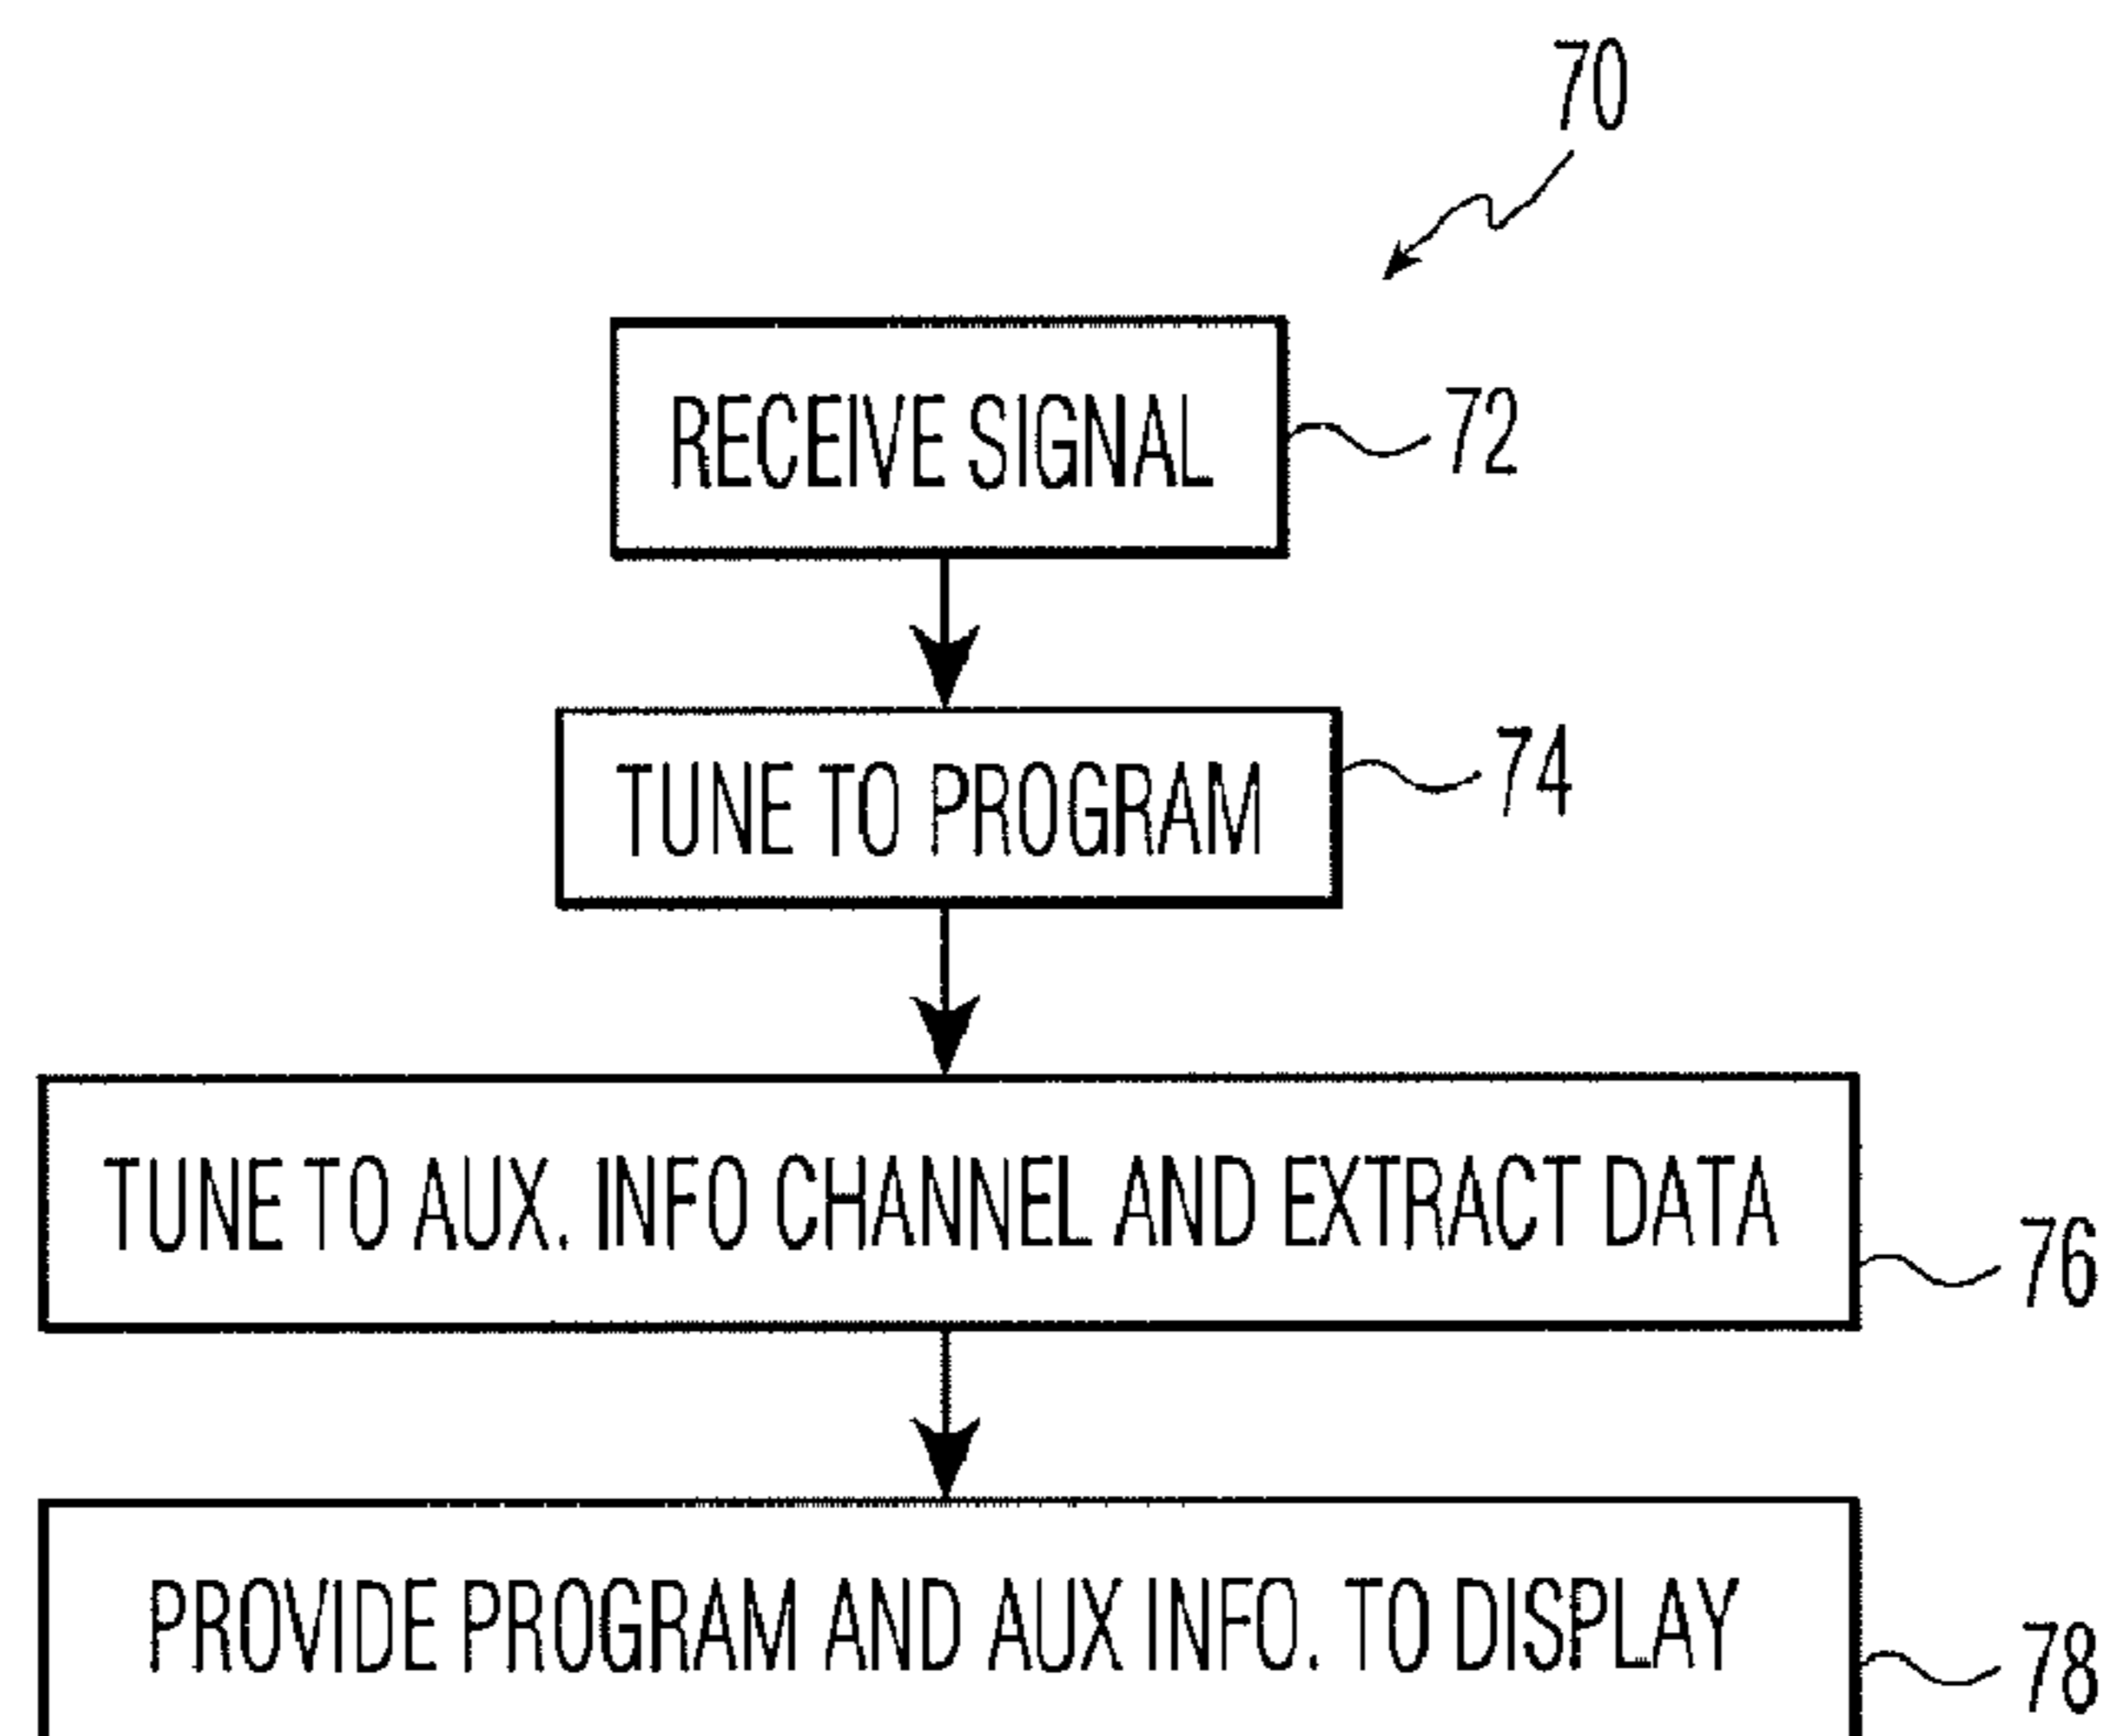 70
RECEIVE SIGNAL
72
TUNE TO PROGRAM
74
TUNE TO AUX. INFO CHANNEL AND EXTRACT DATA
76
PROVIDE PROGRAM AND AUX INFO. TO DISPLAY
78